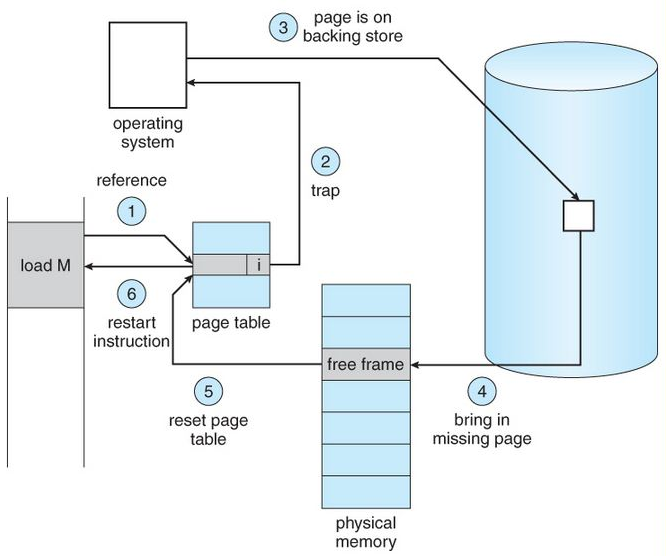 3
page is on
backing store
operating
system
2
trap
reference
1
load M
i
6
restart
instruction
page table
free frame
5
reset page
table
4
bring in
missing page
physical
memory